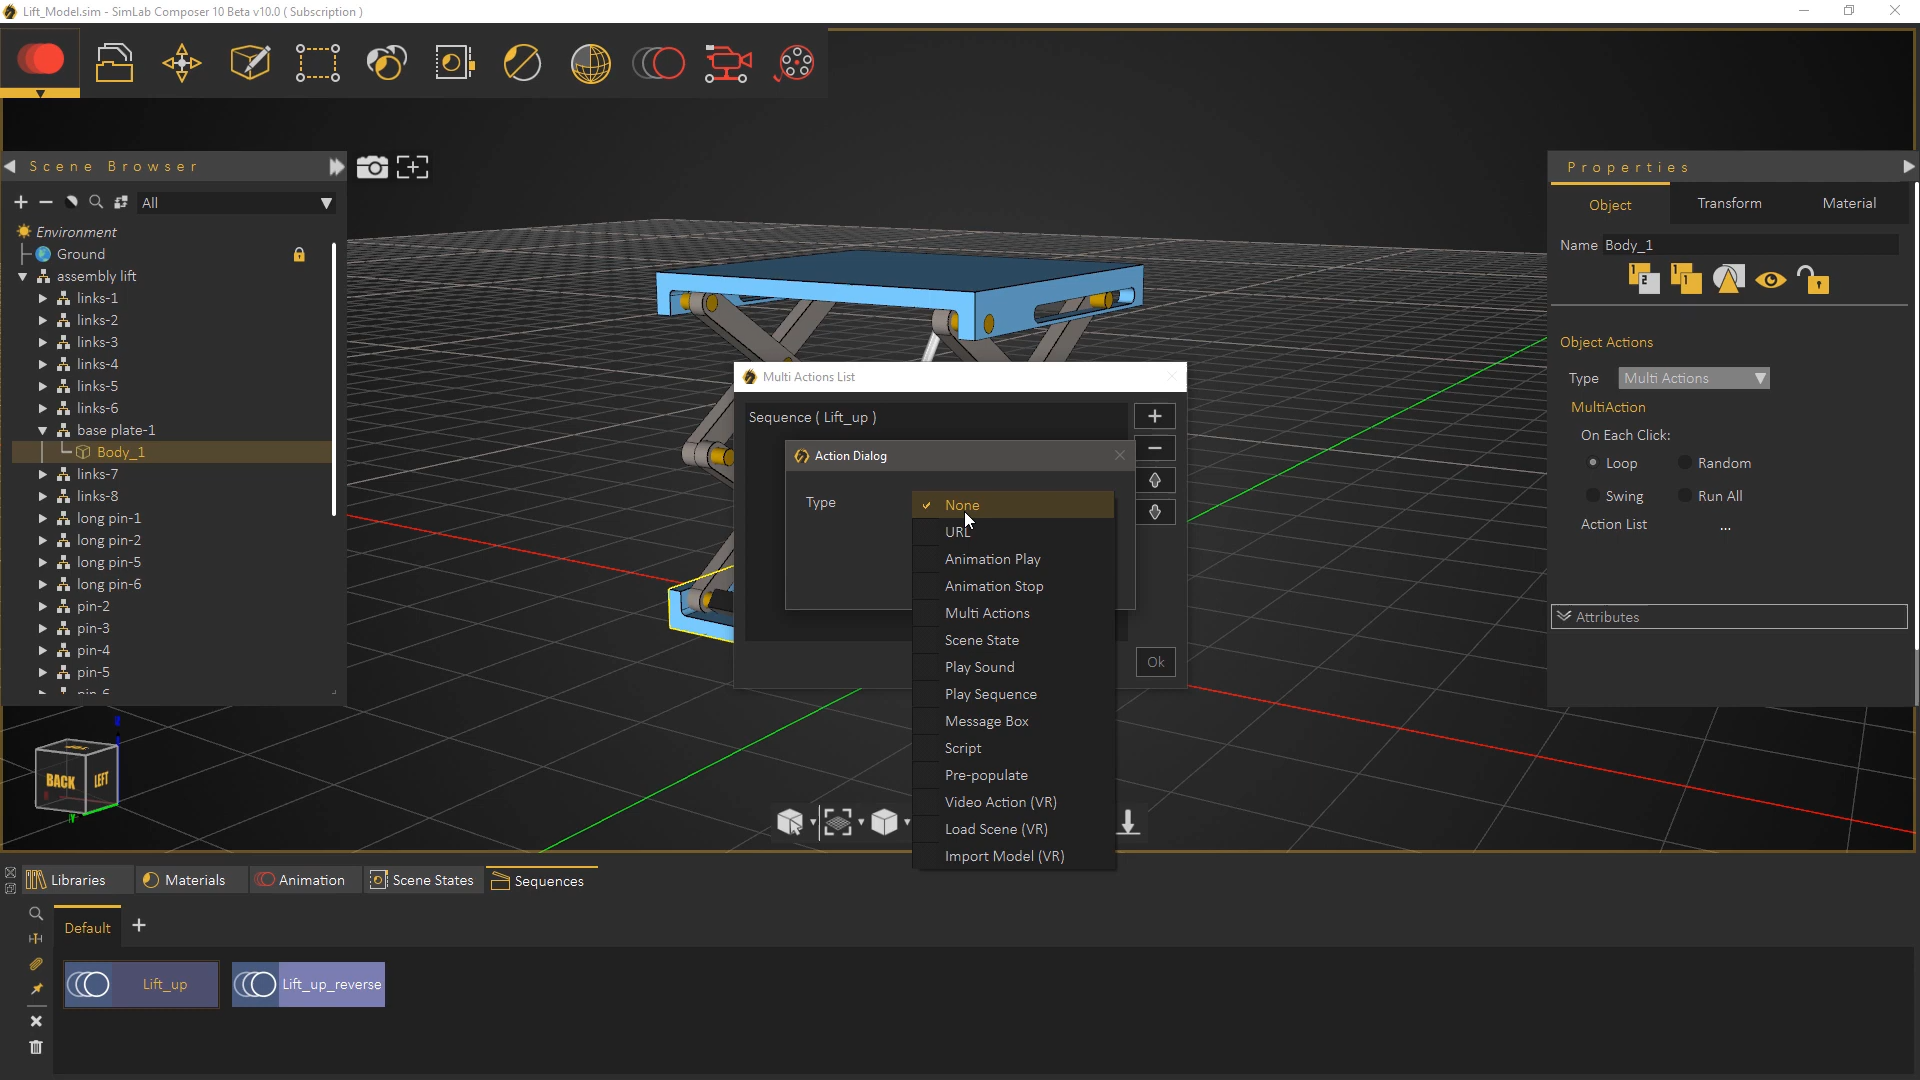 Lift_Model.sim - SimLab Composer 10 Beta v10.0 ( Subscription )
Scene Browser
All
Environment
Ground
assembly lift
links-1
links-2
links-3
links-4
links-5
links-6
base plate-1
Body_1
links-7
links-8
long pin-1
long pin-2
long pin-5
long pin-6
pin-2
pin-3
pin-4
pin-5
pin-6
BACK
LEFT
Multi Actions List
Sequence ( Lift_up )
Action Dialog
Type
None
URL
Animation Play
Animation Stop
Multi Actions
Scene State
Play Sound
Play Sequence
Message Box
Script
Pre-populate
Video Action (VR)
Load Scene (VR)
Import Model (VR)
Ok
Properties
Object Transform Material
Name Body_1
Object Actions
Type Multi Actions
MultiAction
On Each Click:
Loop Random
Swing Run All
Action List ...
Attributes
Libraries Materials Animation Scene States Sequences
Default
Lift_up Lift_up_reverse